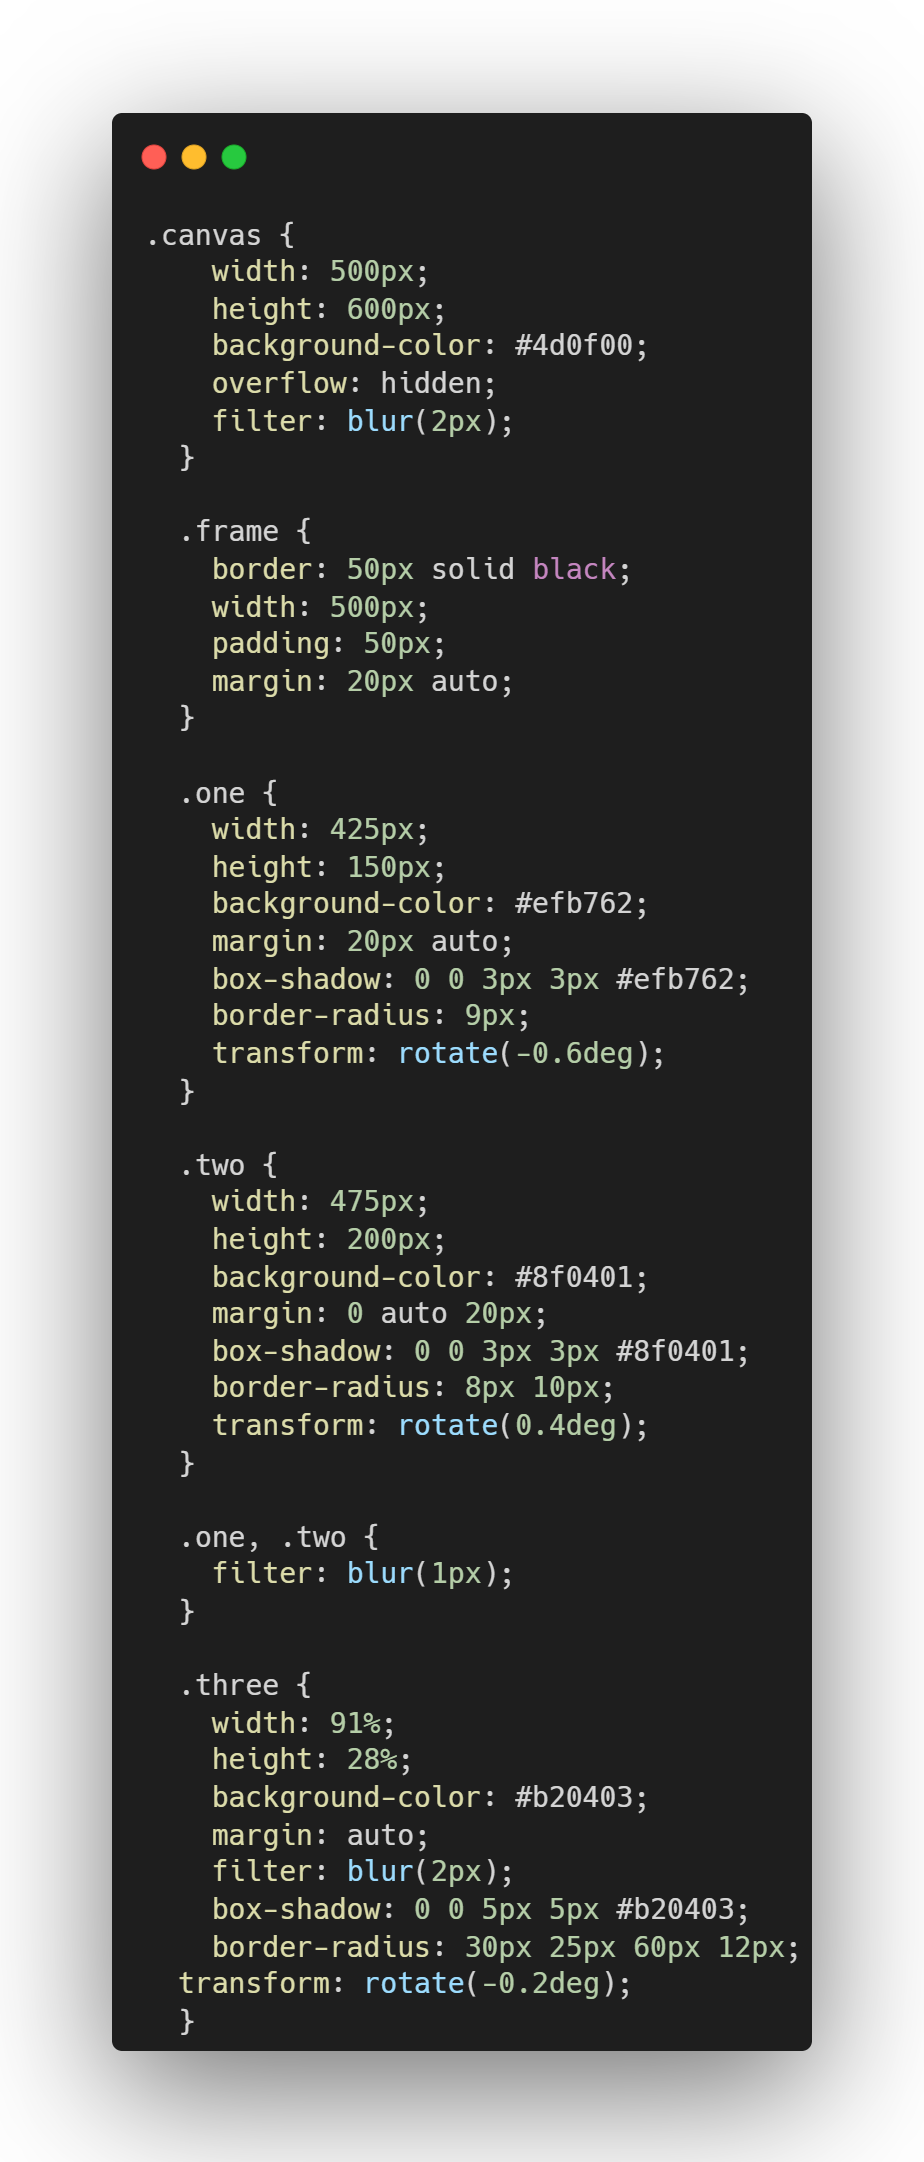 .canvas {
    width: 500px;
    height: 600px;
    background-color: #4d0f00;
    overflow: hidden;
    filter: blur(2px);
  }

  .frame {
    border: 50px solid black;
    width: 500px;
    padding: 50px;
    margin: 20px auto;
  }

  .one {
    width: 425px;
    height: 150px;
    background-color: #efb762;
    margin: 20px auto;
    box-shadow: 0 0 3px 3px #efb762;
    border-radius: 9px;
    transform: rotate(-0.6deg);
  }

  .two {
    width: 475px;
    height: 200px;
    background-color: #8f0401;
    margin: 0 auto 20px;
    box-shadow: 0 0 3px 3px #8f0401;
    border-radius: 8px 10px;
    transform: rotate(0.4deg);
  }

  .one, .two {
    filter: blur(1px);
  }

  .three {
    width: 91%;
    height: 28%;
    background-color: #b20403;
    margin: auto;
    filter: blur(2px);
    box-shadow: 0 0 5px 5px #b20403;
    border-radius: 30px 25px 60px 12px;
  transform: rotate(-0.2deg);
  }